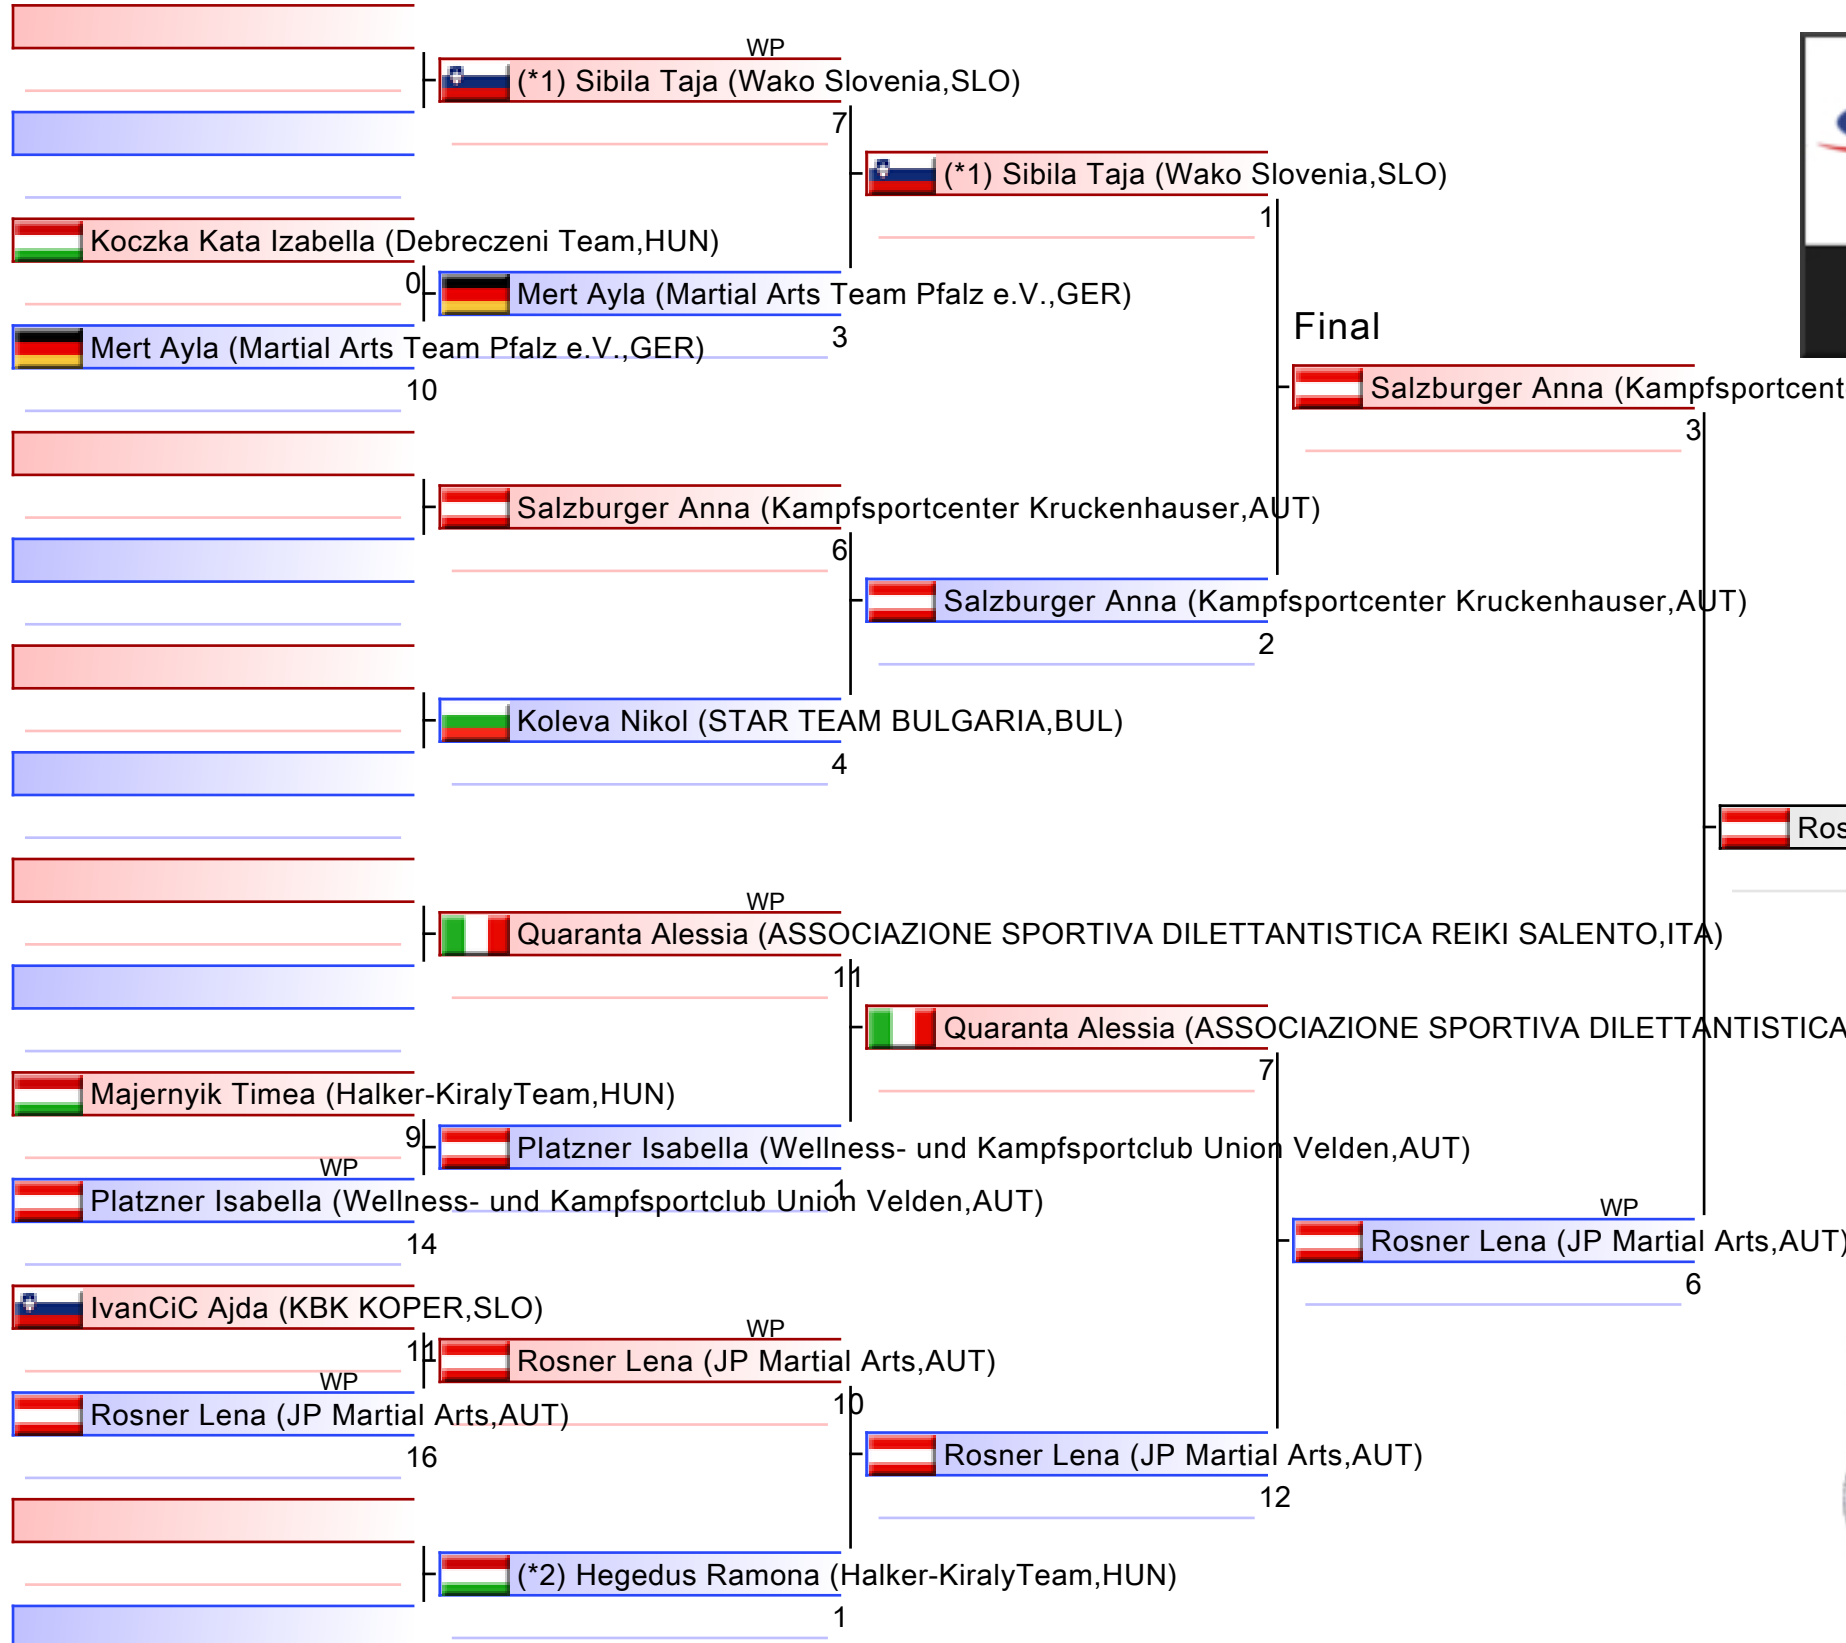 WP
(*1) Sibila Taja (Wako Slovenia,SLO)
7
(*1) Sibila Taja (Wako Slovenia,SLO)
1
Koczka Kata Izabella (Debreczeni Team,HUN)
0
Mert Ayla (Martial Arts Team Pfalz e.V.,GER)
3
Final
Mert Ayla (Martial Arts Team Pfalz e.V.,GER)
10
Salzburger Anna (Kampfsportcent
3
Salzburger Anna (Kampfsportcenter Kruckenhauser,AUT)
6
Salzburger Anna (Kampfsportcenter Kruckenhauser,AUT)
2
Koleva Nikol (STAR TEAM BULGARIA,BUL)
4
Ros
WP
Quaranta Alessia (ASSOCIAZIONE SPORTIVA DILETTANTISTICA REIKI SALENTO,ITA)
11
Quaranta Alessia (ASSOCIAZIONE SPORTIVA DILETTANTISTICA
7
Majernyik Timea (Halker-KiralyTeam,HUN)
9
Platzner Isabella (Wellness- und Kampfsportclub Union Velden,AUT)
1
WP
Platzner Isabella (Wellness- und Kampfsportclub Union Velden,AUT)
14
WP
Rosner Lena (JP Martial Arts,AUT)
6
IvanCiC Ajda (KBK KOPER,SLO)
11
WP
Rosner Lena (JP Martial Arts,AUT)
10
WP
Rosner Lena (JP Martial Arts,AUT)
16
Rosner Lena (JP Martial Arts,AUT)
12
(*2) Hegedus Ramona (Halker-KiralyTeam,HUN)
1